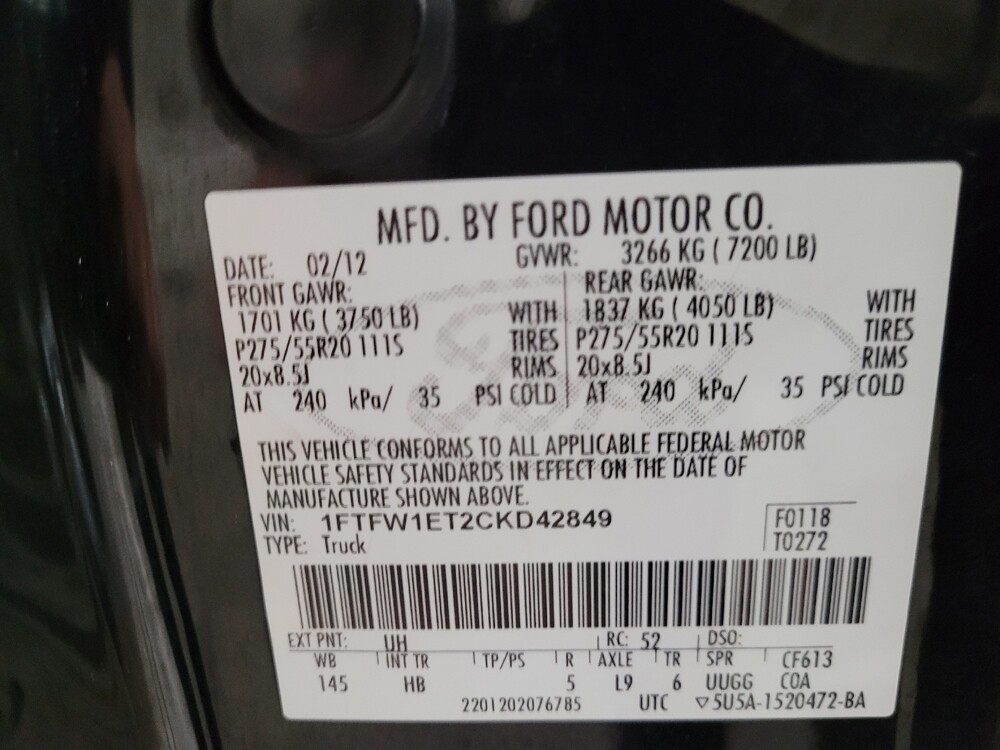 MFD. BY FORD MOTOR CO.
DATE: 02/12 GVWR: 3266 KG ( 7200 LB)
FRONT GAWR: REAR GAWR:
1701 KG ( 3750 LB) WITH 1837 KG ( 4050 LB) WITH
P275/55R20 111S TIRES P275/55R20 111S TIRES
20x8.5J RIMS 20x8.5J RIMS
AT 240 kPa/ 35 PSI COLD AT 240 kPa/ 35 PSI COLD
Ford
THIS VEHICLE CONFORMS TO ALL APPLICABLE FEDERAL MOTOR
VEHICLE SAFETY STANDARDS IN EFFECT ON THE DATE OF
MANUFACTURE SHOWN ABOVE.
VIN: 1FTFW1ET2CKD42849 F0118
TYPE: Truck T0272
EXT PNT: UH RC: 52 DSO:
WB INT TR TP/PS R AXLE TR SPR CF613
145 HB 5 L9 6 UUGG COA
2201202076785 UTC ▽5U5A-1520472-BA